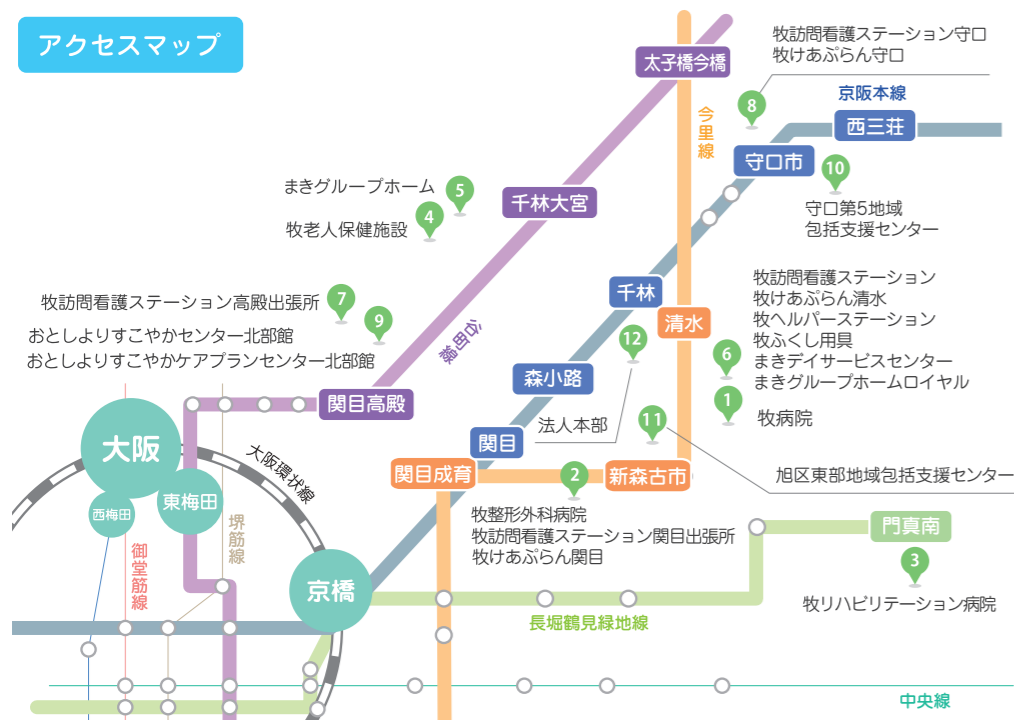 アクセスマップ
太子橋今橋
牧訪問看護ステーション守口
牧けあぷらん守口
8
京阪本線
西三荘
今里線
守口市
10
守口第5地域
包括支援センター
まきグループホーム
5
千林大宮
4
牧老人保健施設
千林
清水
牧訪問看護ステーション
牧けあぷらん清水
牧ヘルパーステーション
牧ふくし用具
まきデイサービスセンター
まきグループホームロイヤル
6
1
牧病院
牧訪問看護ステーション高殿出張所
7
おとしよりすこやかセンター北部館
おとしよりすこやかケアプランセンター北部館
9
谷町線
12
森小路
関目高殿
法人本部
11
関目
旭区東部地域包括支援センター
大阪
大阪環状線
関目成育
2
新森古市
東梅田
西梅田
堺筋線
御堂筋線
牧整形外科病院
牧訪問看護ステーション関目出張所
牧けあぷらん関目
門真南
3
牧リハビリテーション病院
京橋
長堀鶴見緑地線
中央線